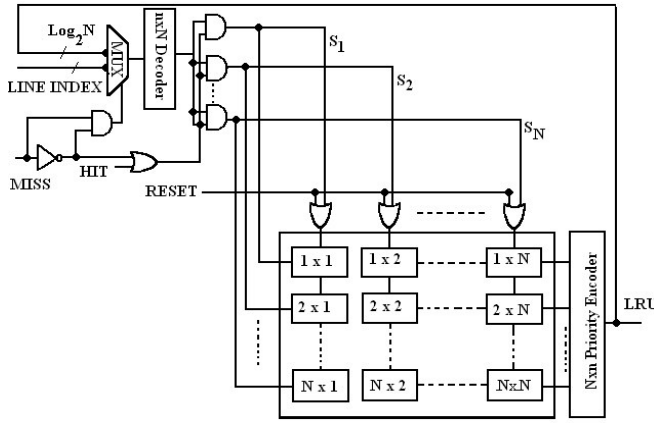 Log2N
LINE INDEX
MUX
nxN Decoder
S1
S2
SN
MISS
HIT
RESET
1 x 1
1 x 2
1 x N
2 x 1
2 x 2
2 x N
N x 1
N x 2
NxN
Nxn Priority Encoder
LRU